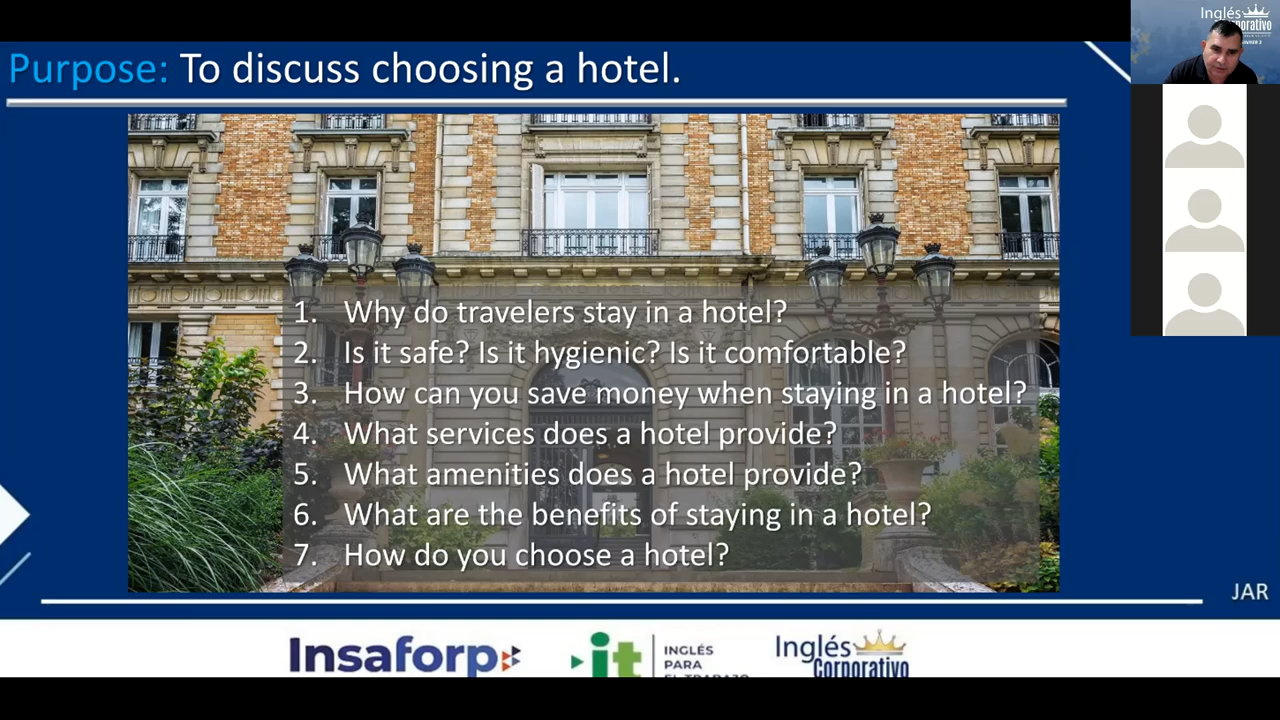 Purpose: To discuss choosing a hotel.
1. Why do travelers stay in a hotel?
2. Is it safe? Is it hygienic? Is it comfortable?
3. How can you save money when staying in a hotel?
4. What services does a hotel provide?
5. What amenities does a hotel provide?
6. What are the benefits of staying in a hotel?
7. How do you choose a hotel?
JAR
Insaforp
it
INGLÉS
PARA
EL TRABAJO
Inglés
Corporativo
Inglés